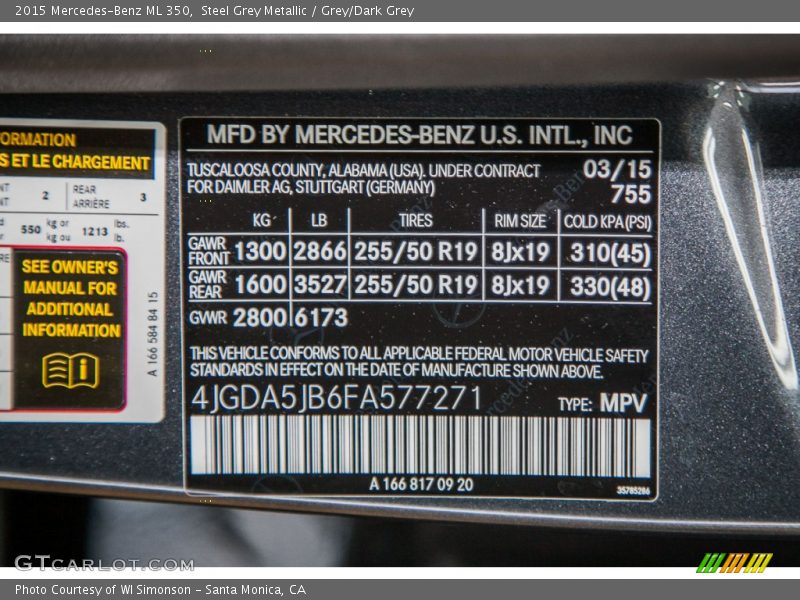 2015 Mercedes-Benz ML 350, Steel Grey Metallic / Grey/Dark Grey
ORMATION
S ET LE CHARGEMENT
2 REAR ARRIÈRE 3
550 kg or kg ou 1213 lbs. lb.
SEE OWNER'S
MANUAL FOR
ADDITIONAL
INFORMATION
A 166 584 84 15
MFD BY MERCEDES-BENZ U.S. INTL., INC
TUSCALOOSA COUNTY, ALABAMA (USA), UNDER CONTRACT 03/15
FOR DAIMLER AG, STUTTGART (GERMANY) 755
KG LB TIRES RIM SIZE COLD KPA(PSI)
GAWR FRONT 1300 2866 255/50 R19 8Jx19 310(45)
GAWR REAR 1600 3527 255/50 R19 8Jx19 330(48)
GVWR 2800 6173
THIS VEHICLE CONFORMS TO ALL APPLICABLE FEDERAL MOTOR VEHICLE SAFETY
STANDARDS IN EFFECT ON THE DATE OF MANUFACTURE SHOWN ABOVE.
4JGDA5JB6FA577271 TYPE: MPV
A 166 817 09 20
35785286
GTCARLOT.COM
Photo Courtesy of WI Simonson - Santa Monica, CA